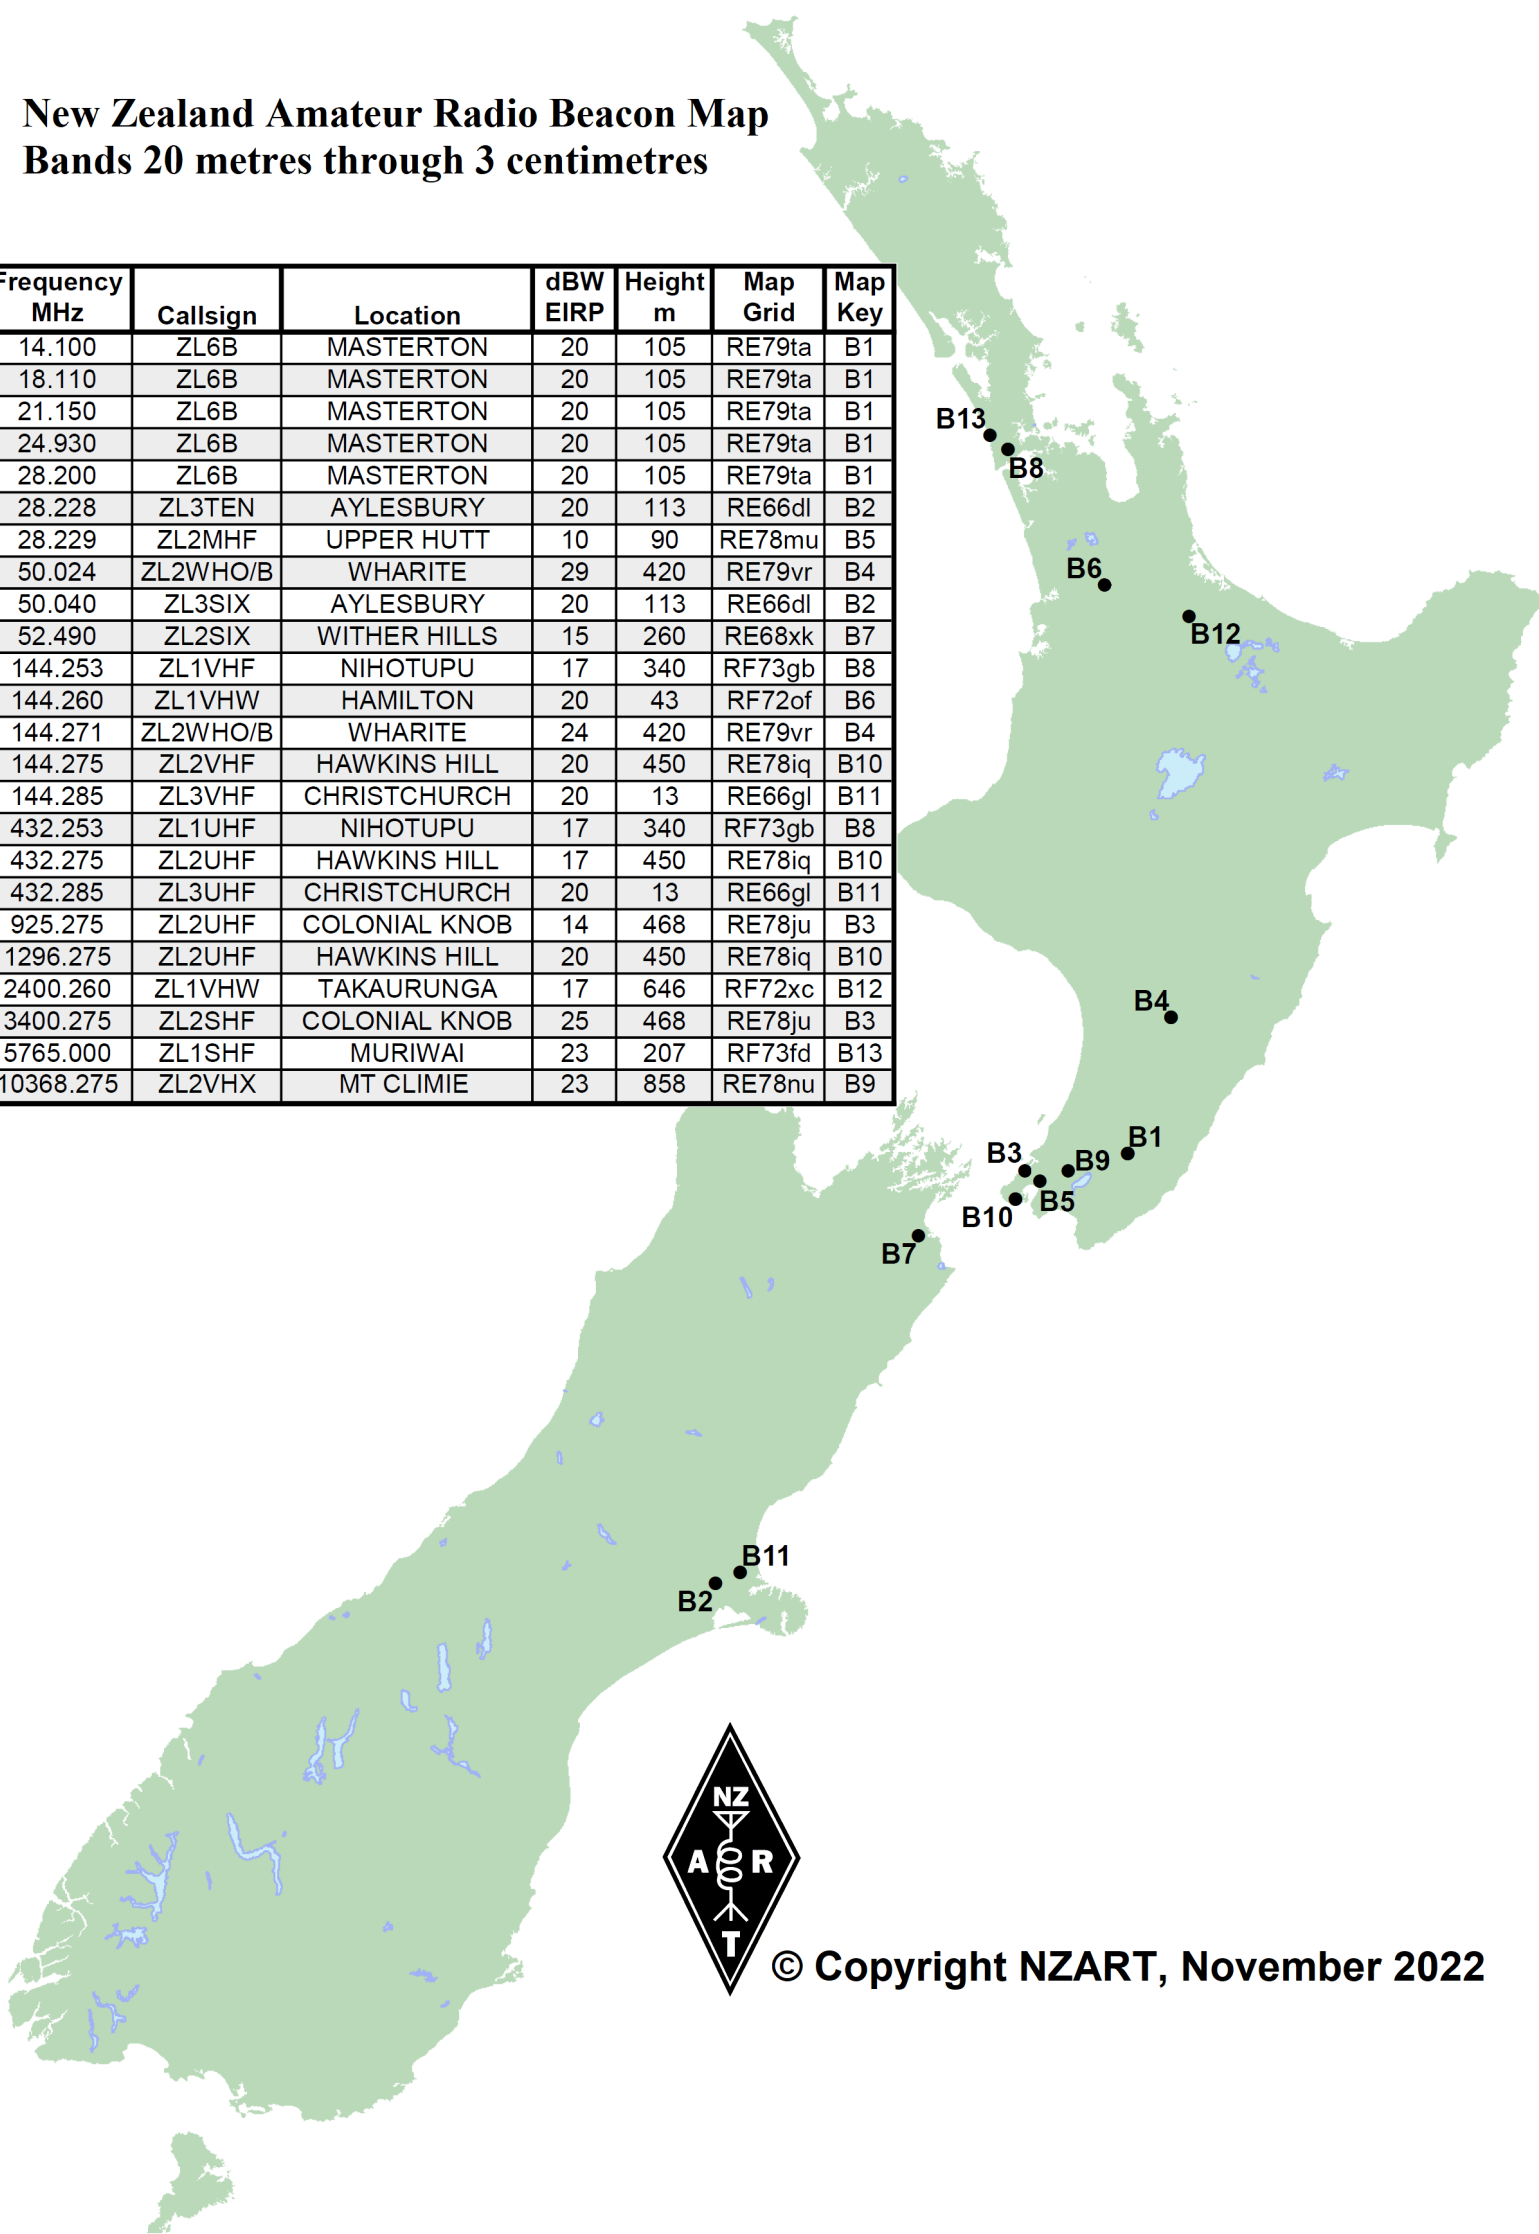 New Zealand Amateur Radio Beacon Map
Bands 20 metres through 3 centimetres
Frequency MHz Callsign Location dBW EIRP Height m Map Grid Map Key
14.100 ZL6B MASTERTON 20 105 RE79ta B1
18.110 ZL6B MASTERTON 20 105 RE79ta B1
21.150 ZL6B MASTERTON 20 105 RE79ta B1
24.930 ZL6B MASTERTON 20 105 RE79ta B1
28.200 ZL6B MASTERTON 20 105 RE79ta B1
28.228 ZL3TEN AYLESBURY 20 113 RE66dl B2
28.229 ZL2MHF UPPER HUTT 10 90 RE78mu B5
50.024 ZL2WHO/B WHARITE 29 420 RE79vr B4
50.040 ZL3SIX AYLESBURY 20 113 RE66dl B2
52.490 ZL2SIX WITHER HILLS 15 260 RE68xk B7
144.253 ZL1VHF NIHOTUPU 17 340 RF73gb B8
144.260 ZL1VHW HAMILTON 20 43 RF72of B6
144.271 ZL2WHO/B WHARITE 24 420 RE79vr B4
144.275 ZL2VHF HAWKINS HILL 20 450 RE78iq B10
144.285 ZL3VHF CHRISTCHURCH 20 13 RE66gl B11
432.253 ZL1UHF NIHOTUPU 17 340 RF73gb B8
432.275 ZL2UHF HAWKINS HILL 17 450 RE78iq B10
432.285 ZL3UHF CHRISTCHURCH 20 13 RE66gl B11
925.275 ZL2UHF COLONIAL KNOB 14 468 RE78ju B3
1296.275 ZL2UHF HAWKINS HILL 20 450 RE78iq B10
2400.260 ZL1VHW TAKAURUNGA 17 646 RF72xc B12
3400.275 ZL2SHF COLONIAL KNOB 25 468 RE78ju B3
5765.000 ZL1SHF MURIWAI 23 207 RF73fd B13
10368.275 ZL2VHX MT CLIMIE 23 858 RE78nu B9
B13
B8
B6
B12
B4
B1
B3
B9
B5
B10
B7
B11
B2
NZ
A R
T
© Copyright NZART, November 2022